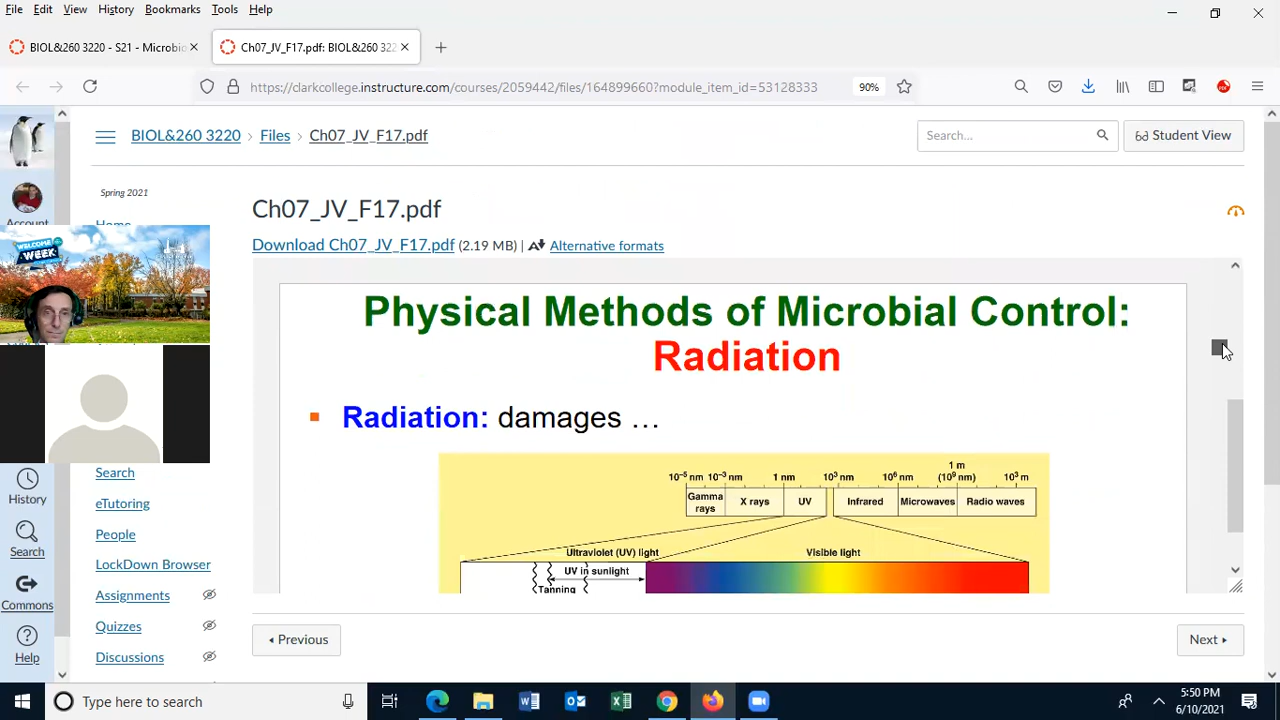 File Edit View History Bookmarks Tools Help
BIOL&260 3220 - S21 - Microbio
Ch07_JV_F17.pdf: BIOL&260 322
https://clarkcollege.instructure.com/courses/2059442/files/164899660?module_item_id=53128333
90%
BIOL&260 3220 › Files › Ch07_JV_F17.pdf
Search...
Student View
Account
Spring 2021
Home
WELCOME
WEEK
Search
eTutoring
People
LockDown Browser
Assignments
Quizzes
Discussions
History
Search
Commons
Help
Ch07_JV_F17.pdf
Download Ch07_JV_F17.pdf (2.19 MB) | Alternative formats
Physical Methods of Microbial Control:
Radiation
Radiation: damages …
1 m
10⁻⁵ nm 10⁻³ nm 1 nm 10³ nm 10⁶ nm (10⁹ nm) 10³ m
Gamma rays X rays UV Infrared Microwaves Radio waves
Ultraviolet (UV) light Visible light
UV in sunlight
Tanning
Previous
Next
Type here to search
5:50 PM
6/10/2021